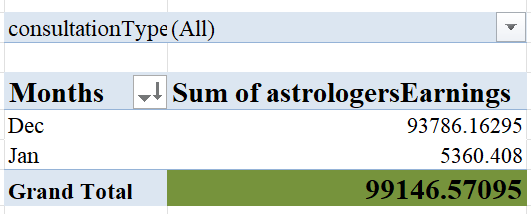 consultationType (All)
Months Sum of astrologersEarnings
Dec 93786.16295
Jan 5360.408
Grand Total 99146.57095